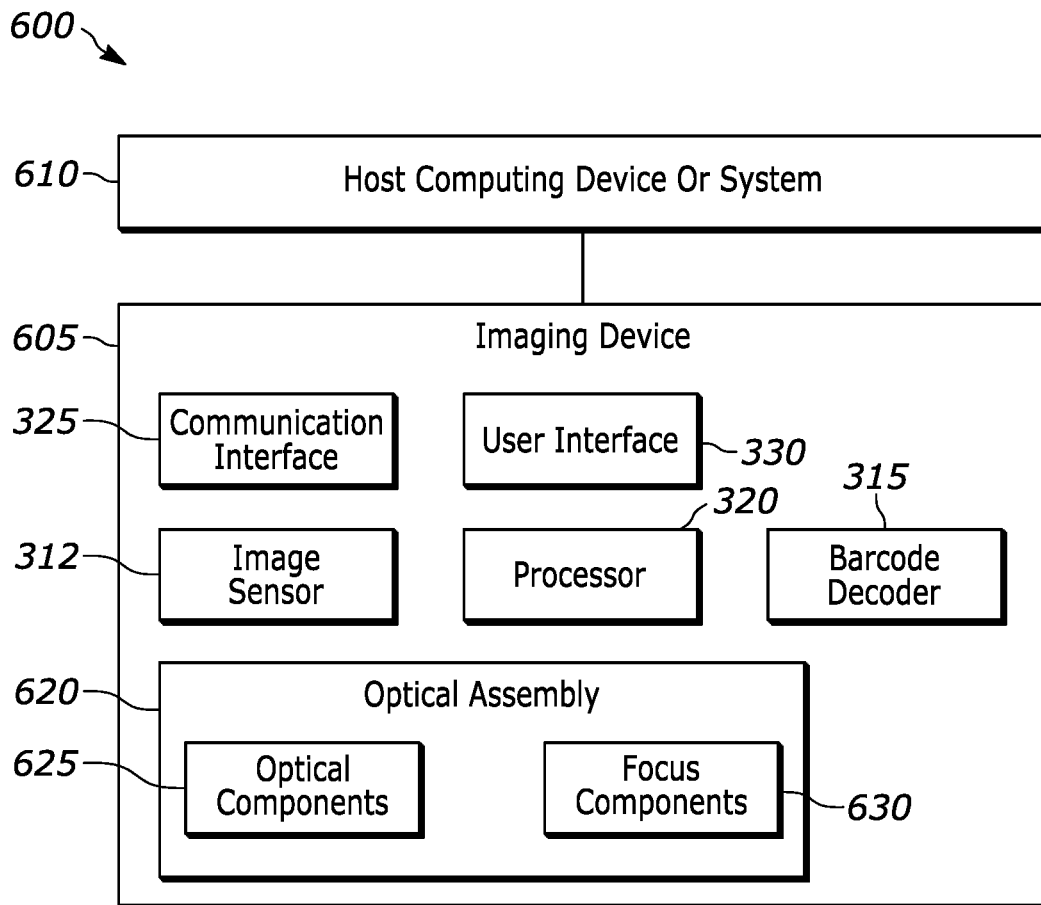 600
610
Host Computing Device Or System
605
Imaging Device
325
Communication
Interface
User Interface
330
315
320
312
Image
Sensor
Processor
Barcode
Decoder
620
Optical Assembly
625
Optical
Components
Focus
Components
630